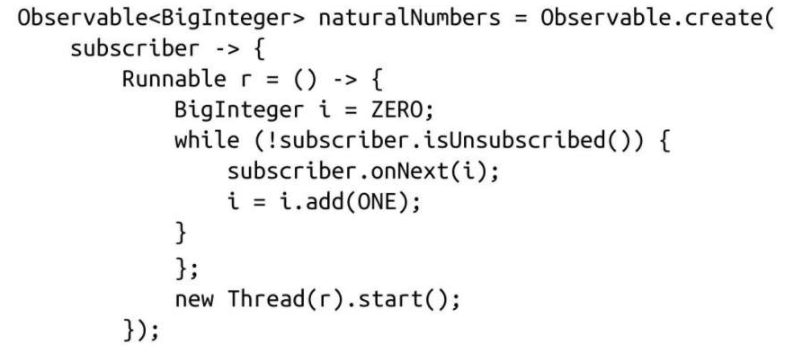 Observable<BigInteger> naturalNumbers = Observable.create(
    subscriber -> {
        Runnable r = () -> {
            BigInteger i = ZERO;
            while (!subscriber.isUnsubscribed()) {
                subscriber.onNext(i);
                i = i.add(ONE);
            }
            };
            new Thread(r).start();
        });